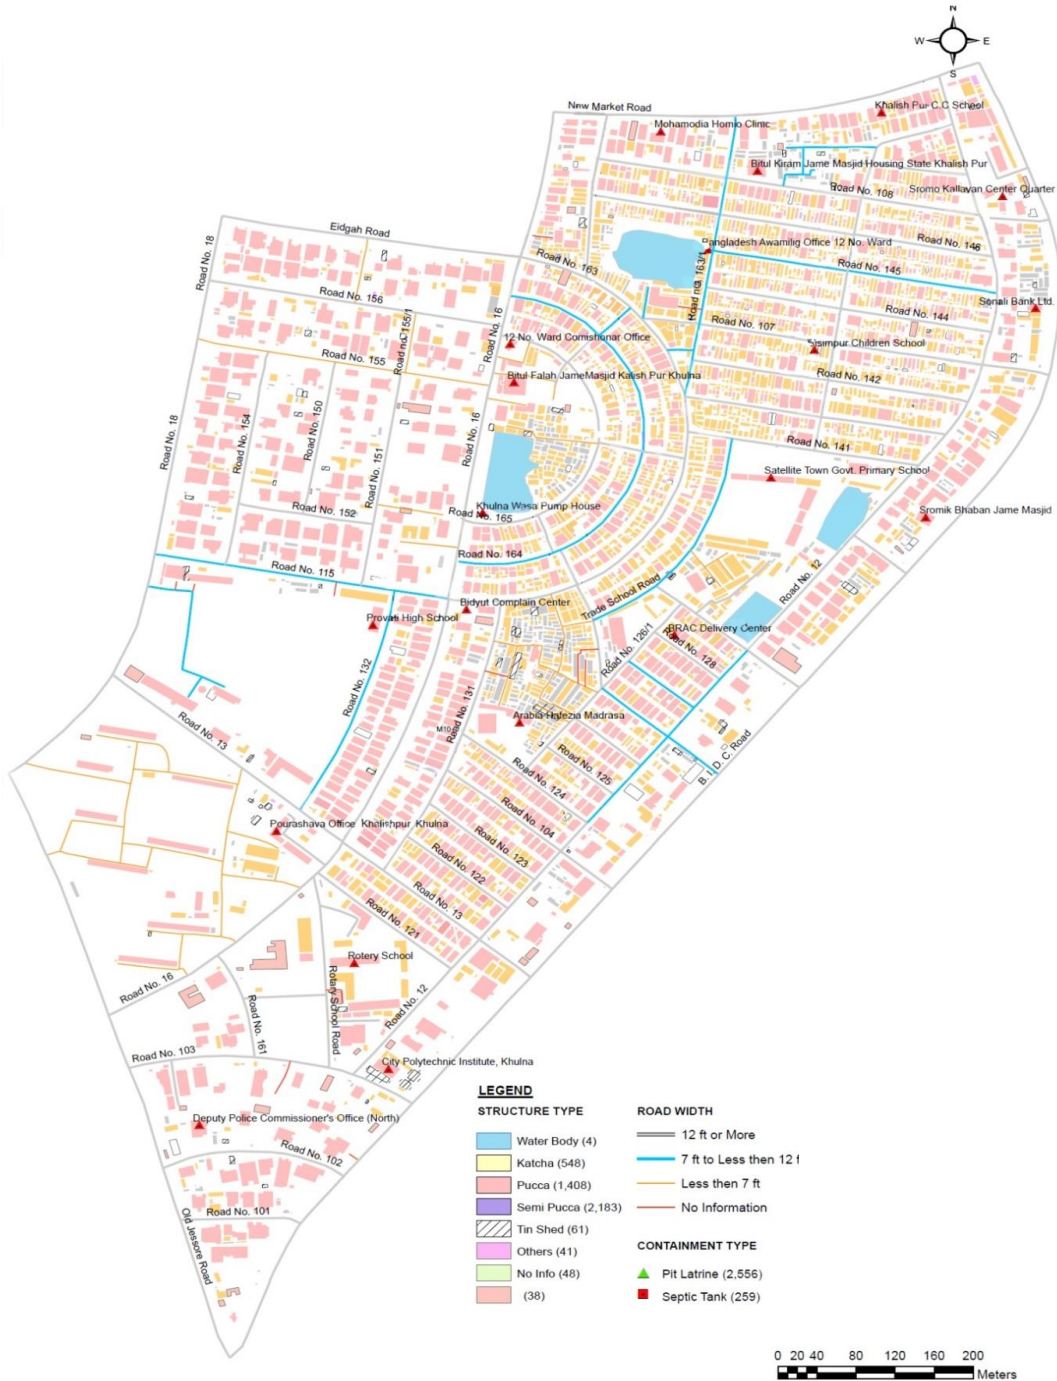 N
W E
S
New Market Road
Khalish Pur C.C School
Mohamodia Homio Clinic
Bitul Kiram Jame Masjid Housing State Khalish Pur
Road No. 108
Sromo Kallayan Center Quarter
Eidgah Road
Road No. 18
Road No. 163
Bangladesh Awamilig Office 12 No. Ward
Road No. 146
Road No. 145
Road no. 163/1
Road No. 156
Sonali Bank Ltd.
Road No. 144
Road No. 107
Road No. 16
Road no. 155/1
12 No. Ward Comishonar Office
Sisimpur Children School
Road No. 155
Bitul Falah JameMasjid Kalish Pur Khulna
Road No. 142
Road No. 18
Road No. 154
Road No. 150
Road No. 151
Road No. 16
Road No. 141
Satellite Town Govt. Primary School
Road No. 152
Khulna Wasa Pump House
Road No. 165
Sromik Bhaban Jame Masjid
Road No. 164
Road No. 115
Road No. 12
Trade School Road
Bidyut Complain Center
Provati High School
BRAC Delivery Center
Road No. 128
Road No. 126/1
Road No. 132
Road No. 131
Arabia Hafezia Madrasa
Road No. 13
B. I. D. C. Road
Road No. 125
Road No. 124
Road No. 104
Pourashava Office Khalishpur Khulna
Road No. 123
Road No. 122
Road No. 13
Road No. 121
Rotery School
Road No. 16
Rotary School Road
Road No. 12
Road No. 161
Road No. 103
City Polytechnic Institute, Khulna
Deputy Police Commissioner's Office (North)
Road No. 102
Road No. 101
Old Jessore Road
LEGEND
STRUCTURE TYPE
Water Body (4)
Katcha (548)
Pucca (1,408)
Semi Pucca (2,183)
Tin Shed (61)
Others (41)
No Info (48)
(38)
ROAD WIDTH
12 ft or More
7 ft to Less then 12 f
Less then 7 ft
No Information
CONTAINMENT TYPE
Pit Latrine (2,556)
Septic Tank (259)
0 20 40 80 120 160 200
Meters